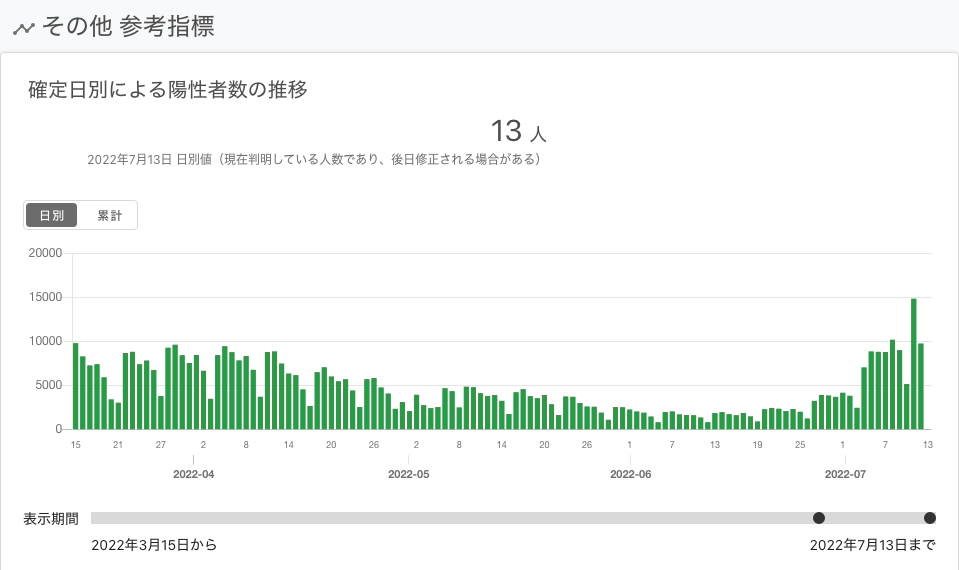 その他 参考指標
確定日別による陽性者数の推移
13 人
2022年7月13日 日別値（現在判明している人数であり、後日修正される場合がある）
日別 累計
20000
15000
10000
5000
0
15 21 27 2 8 14 20 26 2 8 14 20 26 1 7 13 19 25 1 7 13
2022-04 2022-05 2022-06 2022-07
表示期間
2022年3月15日から 2022年7月13日まで